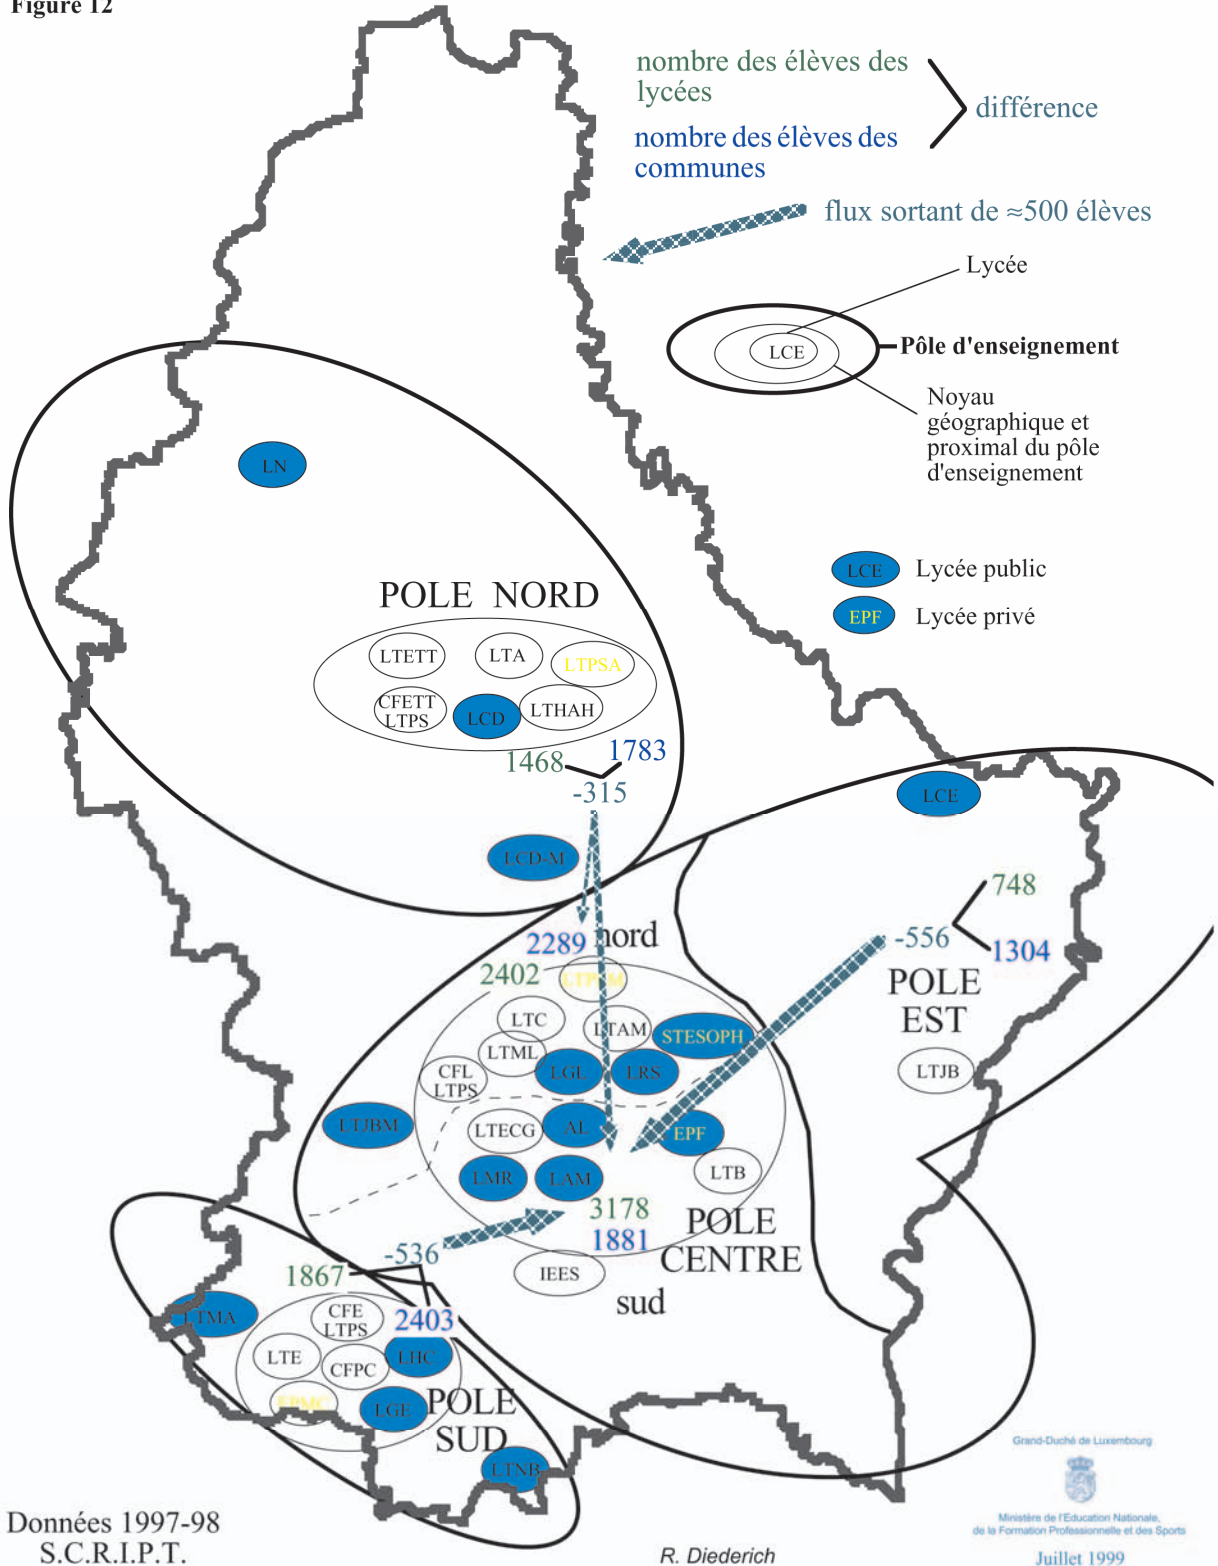 Figure 12
nombre des élèves des
lycées
différence
nombre des élèves des
communes
flux sortant de ≈500 élèves
Lycée
LCE
Pôle d'enseignement
Noyau
géographique et
proximal du pôle
d'enseignement
LN
LCE
Lycée public
EPF
Lycée privé
POLE NORD
LTETT
LTA
LTPSA
CFETT
LTPS
LCD
LTHAH
1468
1783
-315
LCE
LCD-M
748
-556
1304
2289
nord
2402
POLE
EST
LTC
LTAM
STESOPH
LTML
CFL
LTPS
LGL
LRS
LTJB
LTJBM
LTECG
AL
EPF
LMR
LAM
LTB
3178
1881
POLE
CENTRE
-536
1867
IEES
sud
LTMA
CFE
LTPS
2403
LTE
CFPC
LHC
EPMC
LGE
POLE
SUD
LTNB
Grand-Duché de Luxembourg
Ministère de l'Education Nationale,
de la Formation Professionnelle et des Sports
Juillet 1999
Données 1997-98
S.C.R.I.P.T.
R. Diederich